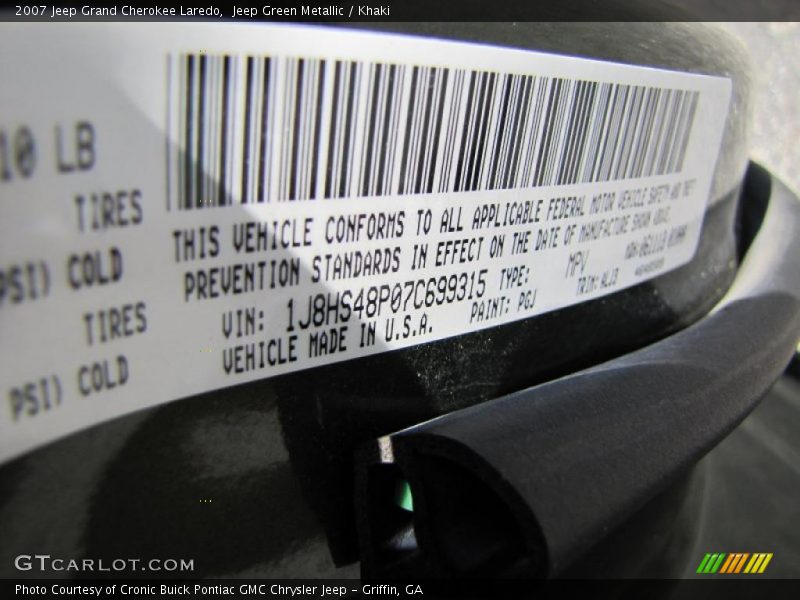 2007 Jeep Grand Cherokee Laredo,  Jeep Green Metallic / Khaki
10 LB
TIRES
PSI) COLD
TIRES
PSI) COLD
THIS VEHICLE CONFORMS TO ALL APPLICABLE FEDERAL MOTOR VEHICLE SAFETY AND THEFT
PREVENTION STANDARDS IN EFFECT ON THE DATE OF MANUFACTURE SHOWN ABOVE.
VIN: 1J8HS48P07C699315 TYPE: MPV
VEHICLE MADE IN U.S.A. PAINT: PGJ TRIM: ALJ3
GTCARLOT.COM
Photo Courtesy of Cronic Buick Pontiac GMC Chrysler Jeep - Griffin, GA